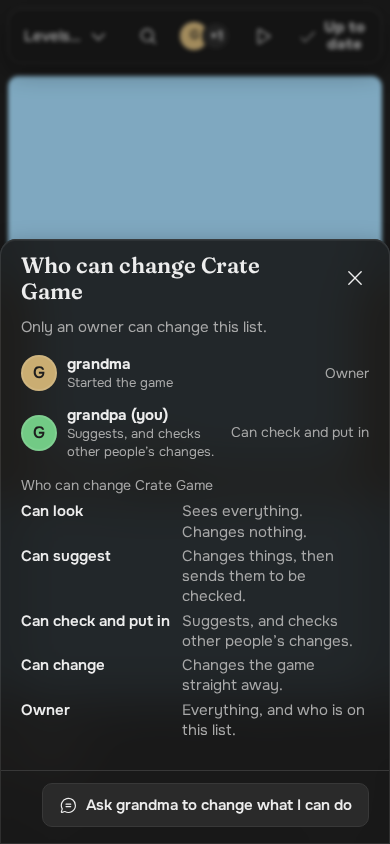 Levels...
+1
Up to
date
Who can change Crate
Game
Only an owner can change this list.
G
grandma
Started the game
Owner
G
grandpa (you)
Suggests, and checks
other people's changes.
Can check and put in
Who can change Crate Game
Can look
Sees everything.
Changes nothing.
Can suggest
Changes things, then
sends them to be
checked.
Can check and put in
Suggests, and checks
other people's changes.
Can change
Changes the game
straight away.
Owner
Everything, and who is on
this list.
Ask grandma to change what I can do